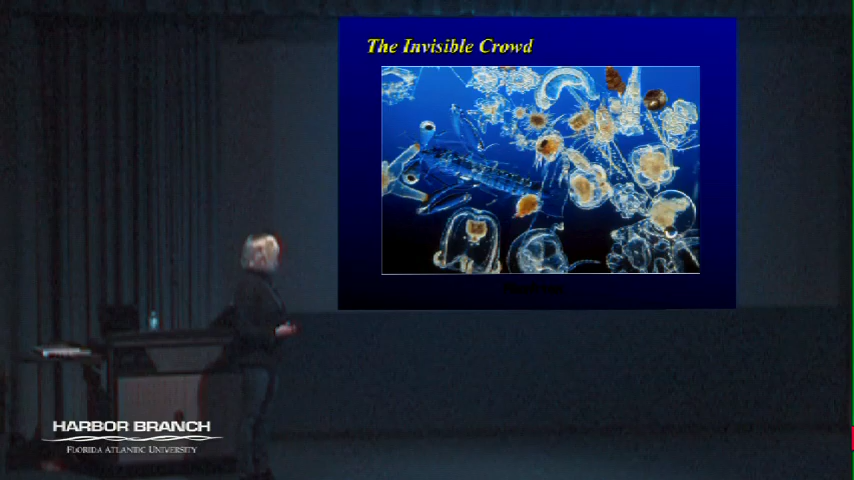 The Invisible Crowd
HARBOR BRANCH
FLORIDA ATLANTIC UNIVERSITY